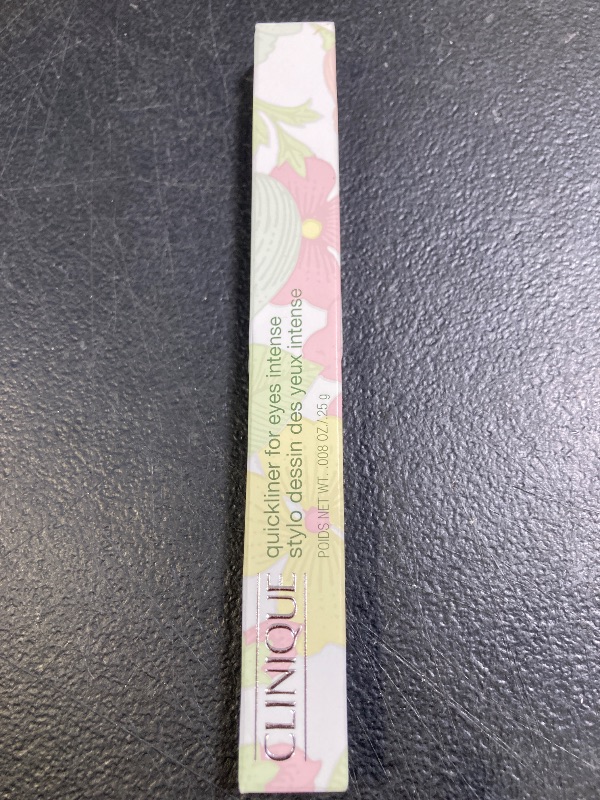 CLINIQUE
quickliner for eyes intense
stylo dessin des yeux intense
POIDS NET WT. .008 OZ./.25 g